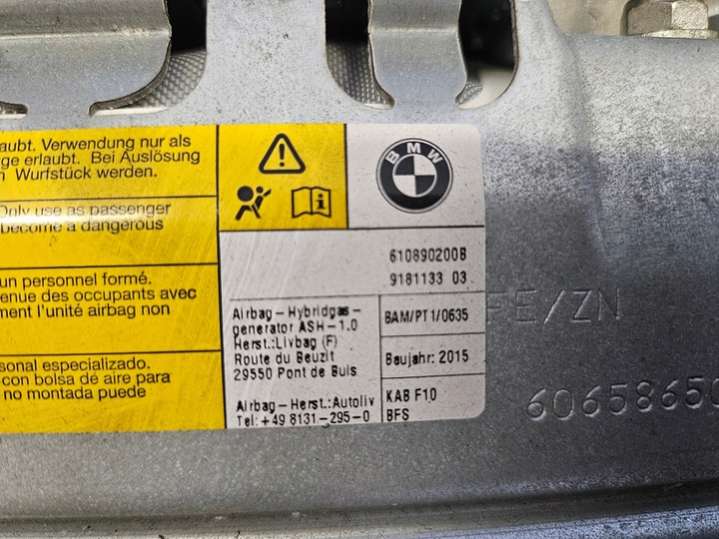 aubt. Verwendung nur als
rge erlaubt. Bei Auslösung
n Wurfstück werden.
Only use as passenger
become a dangerous
un personnel formé.
enue des occupants avec
ment l'unité airbag non
sonal especializado.
con bolsa de aire para
no montada puede
BMW
610890200B
9181133 03
Airbag-Hybridgas-
generator ASH-1.0
Herst.:Livbag (F)
Route du Beuzit
29550 Pont de Buis
Airbag-Herst.:Autoliv
Tel: +49 8131-295-0
BAM/PT1/0635
Baujahr: 2015
KAB F10
BFS
PE/ZN
6065865